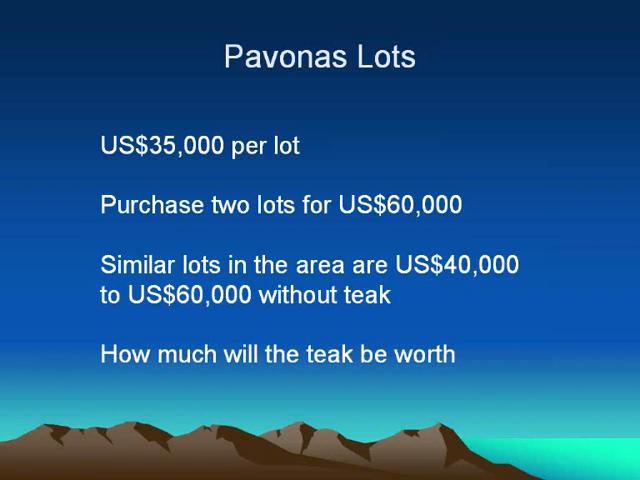 Pavonas Lots
US$35,000 per lot
Purchase two lots for US$60,000
Similar lots in the area are US$40,000
to US$60,000 without teak
How much will the teak be worth